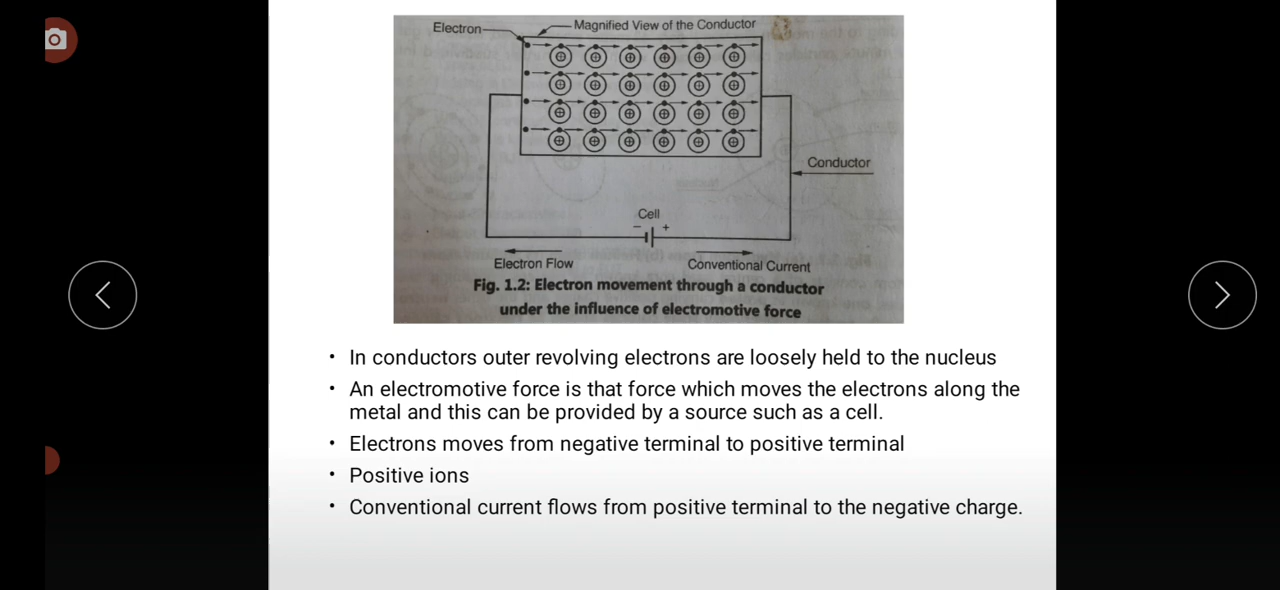 Electron
Magnified View of the Conductor
Conductor
Cell
− +
Electron Flow
Conventional Current
Fig. 1.2: Electron movement through a conductor
under the influence of electromotive force
• In conductors outer revolving electrons are loosely held to the nucleus
• An electromotive force is that force which moves the electrons along the
metal and this can be provided by a source such as a cell.
• Electrons moves from negative terminal to positive terminal
• Positive ions
• Conventional current flows from positive terminal to the negative charge.